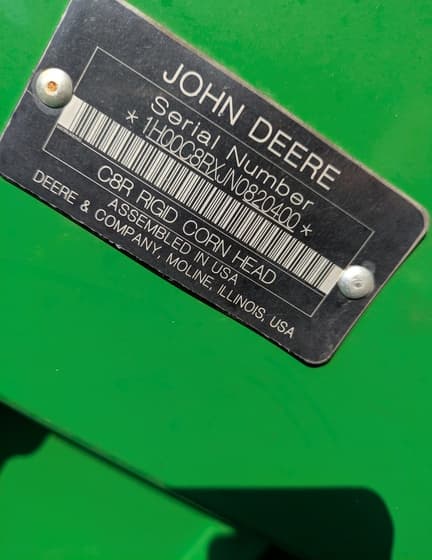 JOHN DEERE
Serial Number
*1H00C8RXJN0820400*
C8R RIGID CORN HEAD
ASSEMBLED IN USA
DEERE & COMPANY, MOLINE, ILLINOIS, USA